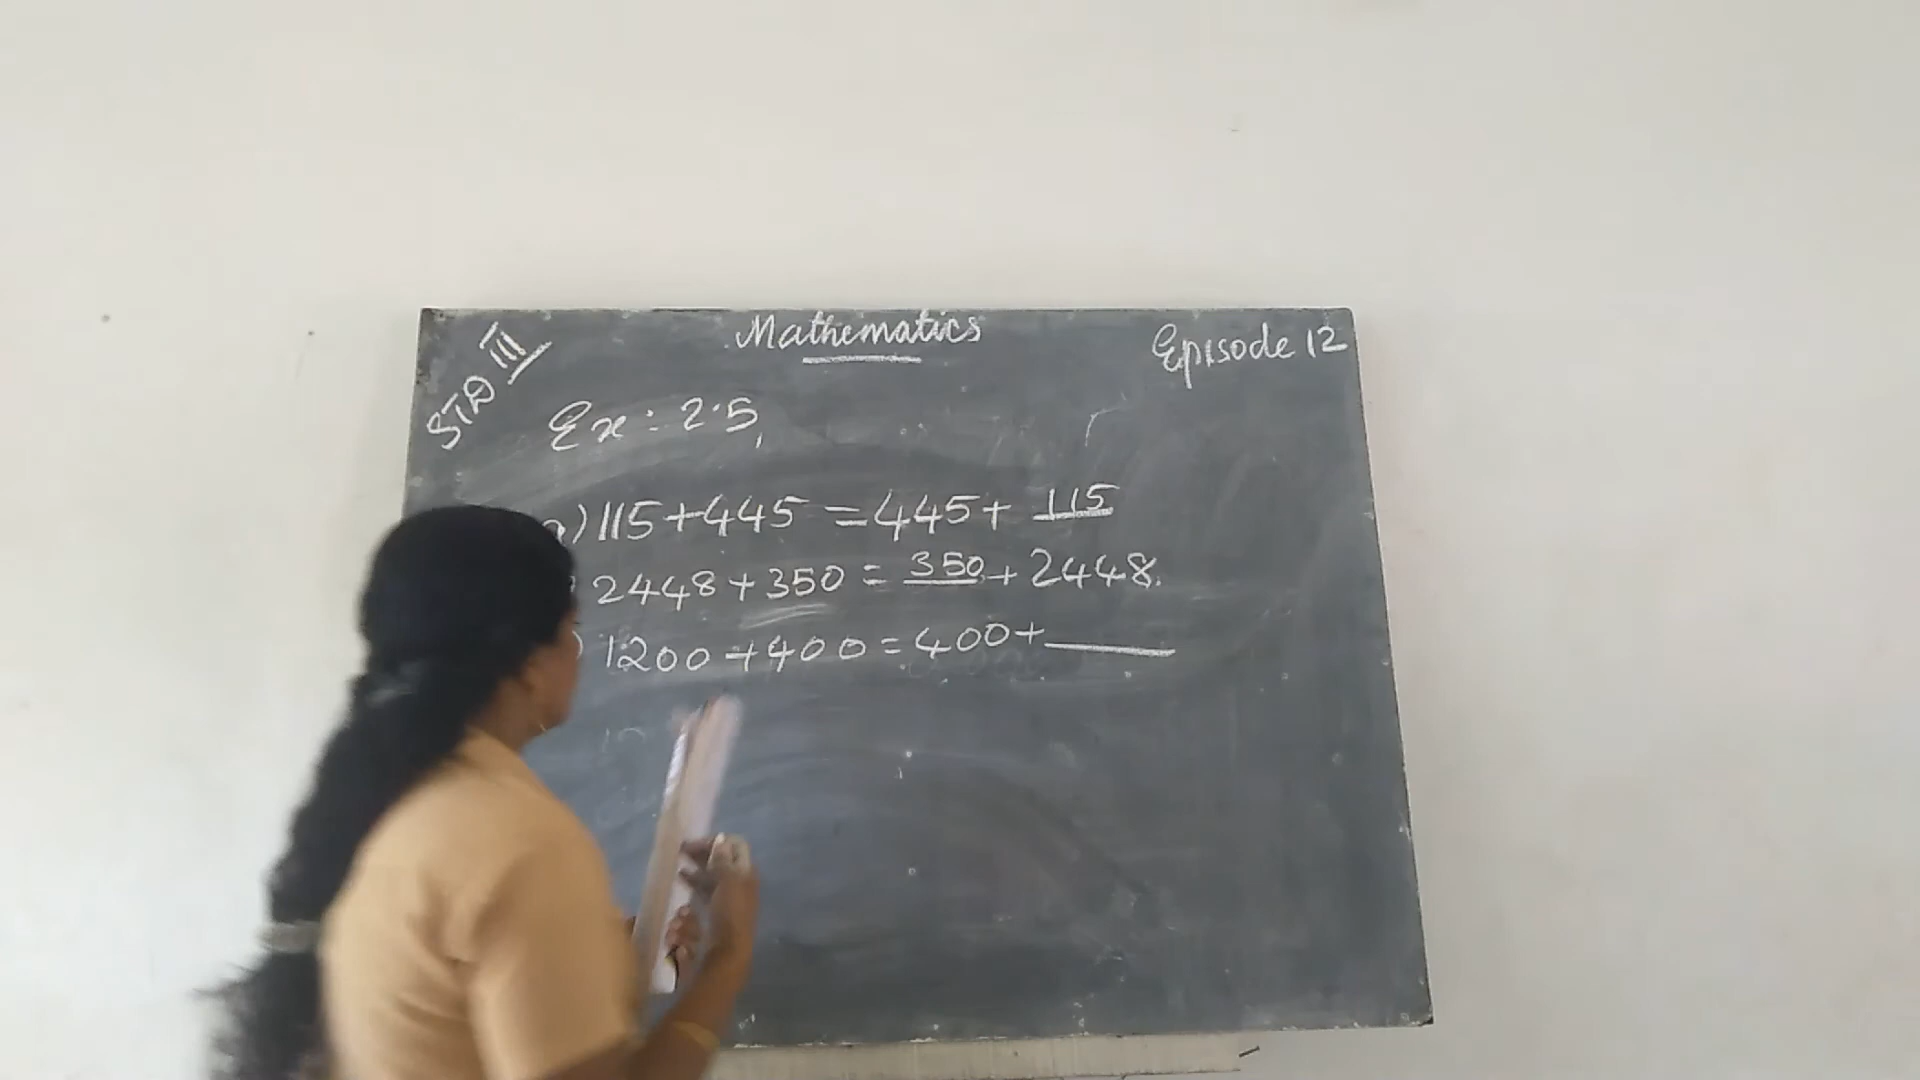 STD III
Mathematics
Episode 12
Ex: 2.5,
a) 115+445 = 445+ 115
) 2448+350 = 350 + 2448.
) 1200+400 = 400+ ______